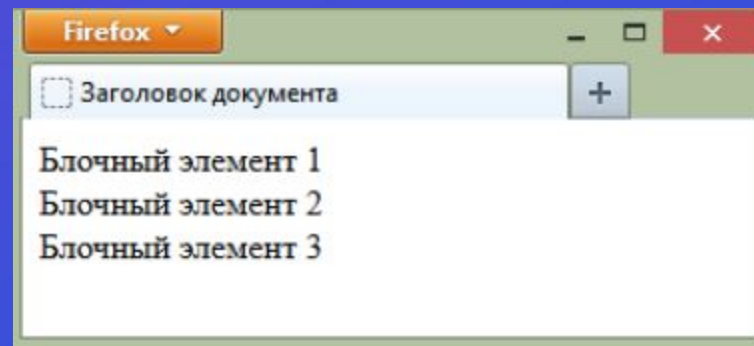 Firefox
Заголовок документа
Блочный элемент 1
Блочный элемент 2
Блочный элемент 3